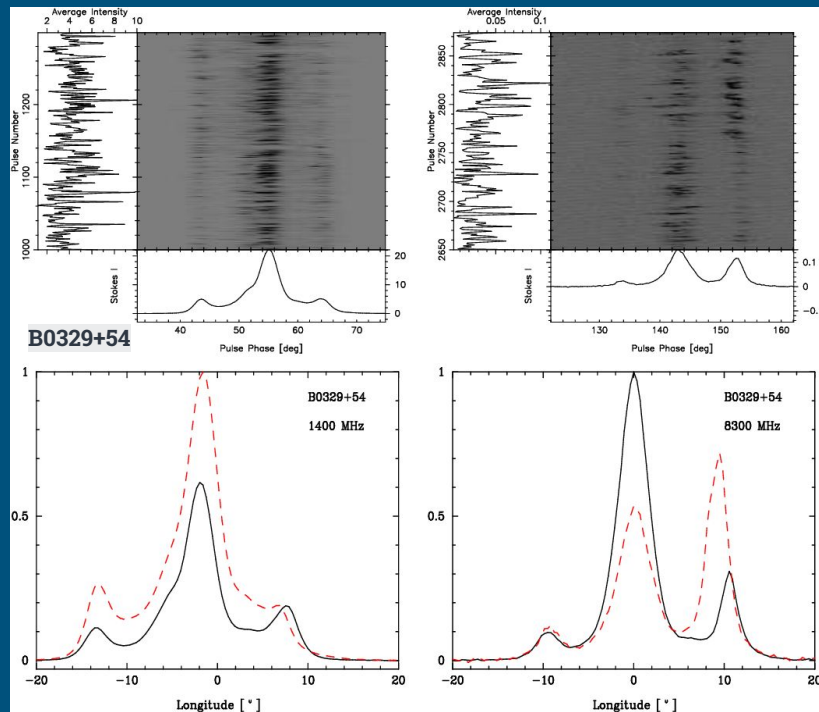 Average Intensity
2 4 6 8 10
Pulse Number
1200
1100
1000
Stokes I
20
10
0
40 50 60 70
Pulse Phase [deg]
B0329+54
Average Intensity
0.05 0.1
Pulse Number
2850
2800
2750
2700
2650
Stokes I
0.1
0
-0.
130 140 150 160
Pulse Phase [deg]
B0329+54
1400 MHz
1
0.5
0
-20 -10 0 10 20
Longitude [°]
B0329+54
8300 MHz
1
0.5
0
-20 -10 0 10 20
Longitude [°]